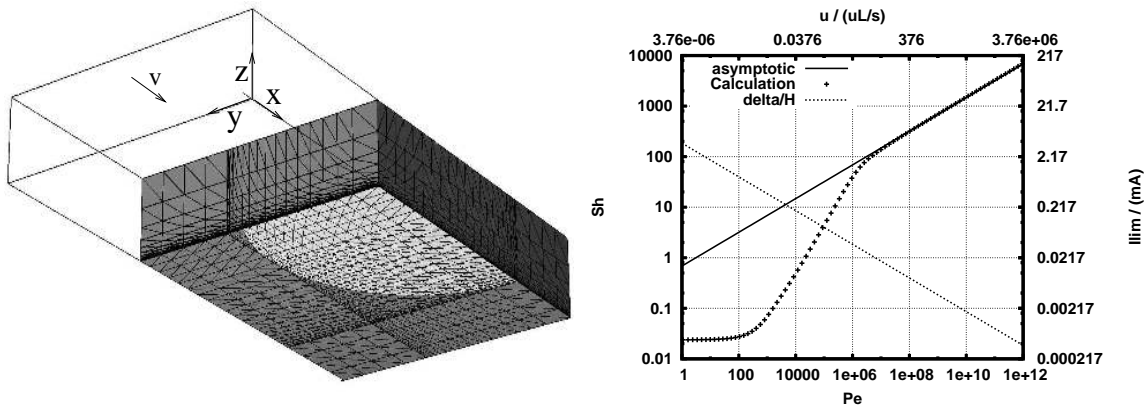 v
z
x
y
u / (uL/s)
3.76e-06 0.0376 376 3.76e+06
asymptotic
Calculation
delta/H
10000
1000
100
10
1
0.1
0.01
Sh
217
21.7
2.17
0.217
0.0217
0.00217
0.000217
Ilim / (mA)
1 100 10000 1e+06 1e+08 1e+10 1e+12
Pe